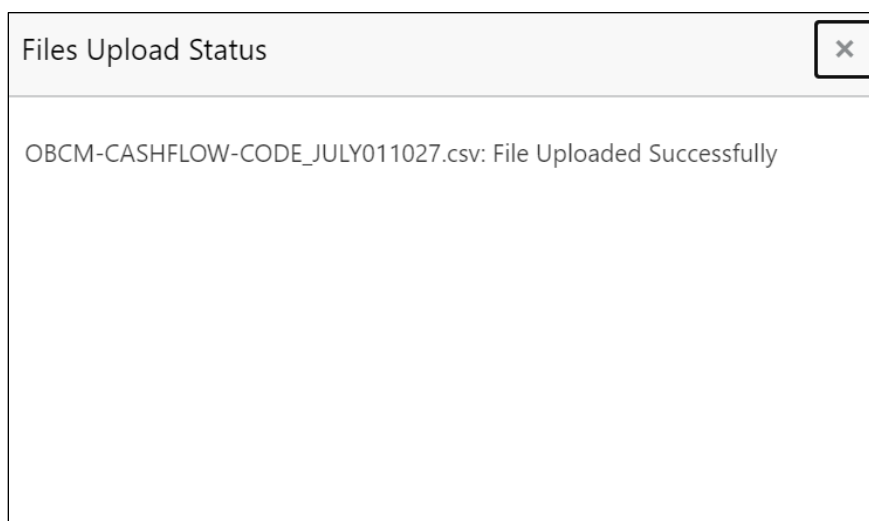 Files Upload Status
OBCM-CASHFLOW-CODE_JULY011027.csv: File Uploaded Successfully